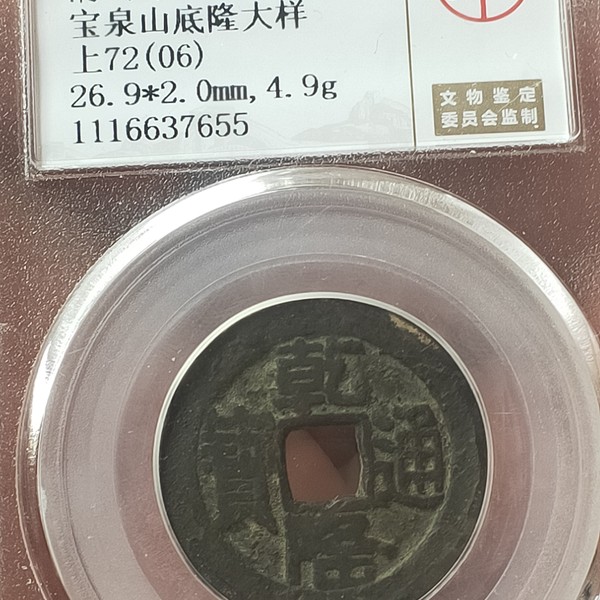 宝泉山底隆大样
上72(06)
26.9*2.0mm,4.9g
1116637655
文物鉴定
委员会监制
乾隆通寶